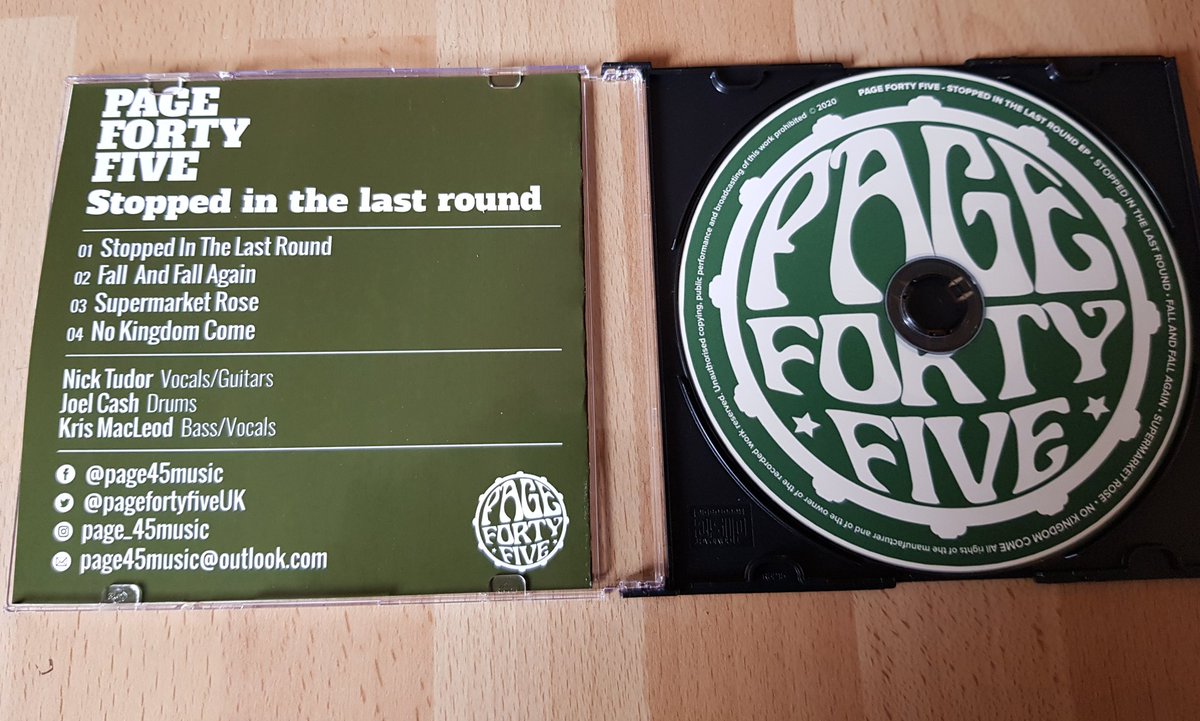 PAGE
FORTY
FIVE
Stopped in the last round
01 Stopped In The Last Round
02 Fall And Fall Again
03 Supermarket Rose
04 No Kingdom Come
Nick Tudor Vocals/Guitars
Joel Cash Drums
Kris MacLeod Bass/Vocals
@page45music
@pagefortyfiveUK
page_45music
page45music@outlook.com
PAGE
FORTY
FIVE
PAGE FORTY FIVE - STOPPED IN THE LAST ROUND EP • STOPPED IN THE LAST ROUND • FALL AND FALL AGAIN • SUPERMARKET ROSE • NO KINGDOM COME All rights of the manufacturer and of the owner of the recorded work reserved. Unauthorised copying, public performance and broadcasting of this work prohibited © 2020
PAGE
FORTY
FIVE